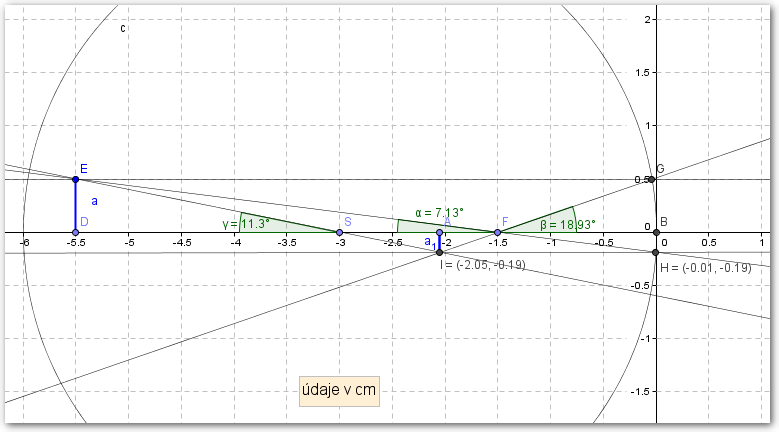 c
2
1.5
1
E
G
0.5
a
α = 7.13°
γ = 11.3°
D
S
A
F
β = 18.93°
B
0
-6 -5.5 -5 -4.5 -4 -3.5 -3 -2.5 -2 -1.5 -1 -0.5 0 0.5 1
a₁
I = (-2.05, -0.19)
H = (-0.01, -0.19)
-0.5
-1
údaje v cm
-1.5